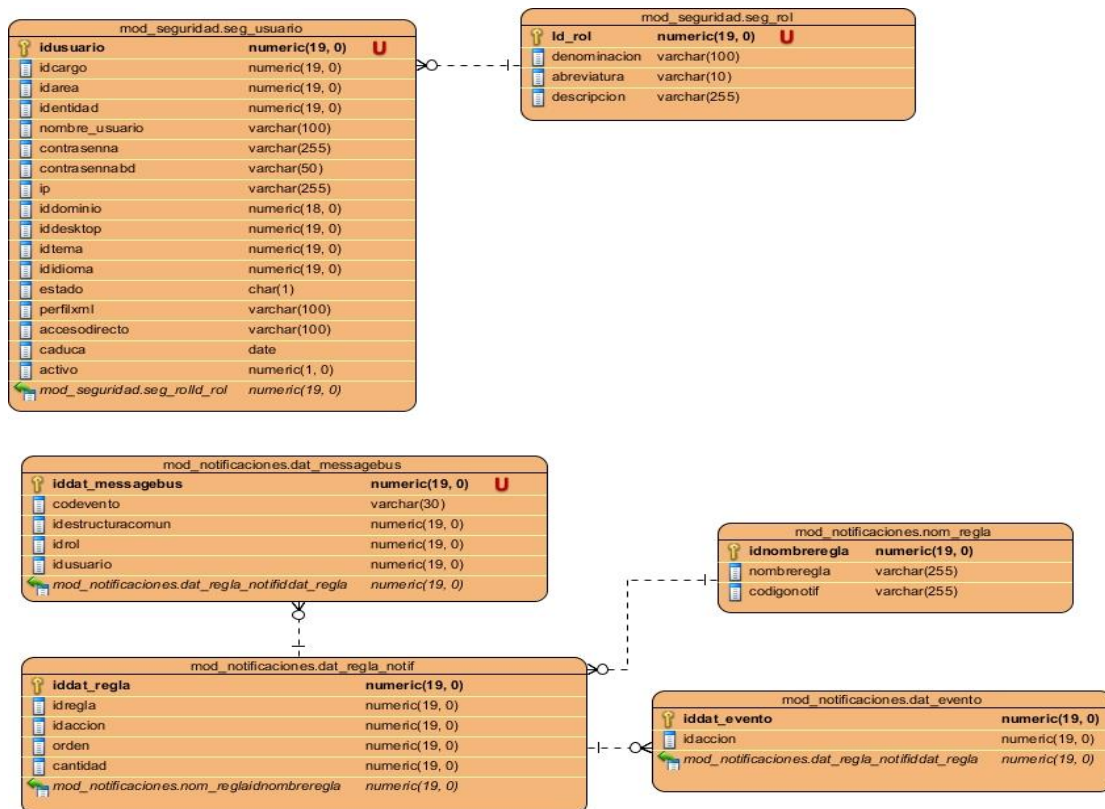 mod_seguridad.seg_usuario
idusuario numeric(19, 0) U
idcargo numeric(19, 0)
idarea numeric(19, 0)
identidad numeric(19, 0)
nombre_usuario varchar(100)
contrasenna varchar(255)
contrasennabd varchar(50)
ip varchar(255)
iddominio numeric(18, 0)
iddesktop numeric(19, 0)
idtema numeric(19, 0)
ididioma numeric(19, 0)
estado char(1)
perfilxml varchar(100)
accesodirecto varchar(100)
caduca date
activo numeric(1, 0)
mod_seguridad.seg_rolId_rol numeric(19, 0)
mod_seguridad.seg_rol
Id_rol numeric(19, 0) U
denominacion varchar(100)
abreviatura varchar(10)
descripcion varchar(255)
mod_notificaciones.dat_messagebus
iddat_messagebus numeric(19, 0) U
codevento varchar(30)
idestructuracomun numeric(19, 0)
idrol numeric(19, 0)
idusuario numeric(19, 0)
mod_notificaciones.dat_regla_notifiddat_regla numeric(19, 0)
mod_notificaciones.nom_regla
idnombreregla numeric(19, 0)
nombreregla varchar(255)
codigonotif varchar(255)
mod_notificaciones.dat_regla_notif
iddat_regla numeric(19, 0)
idregla numeric(19, 0)
idaccion numeric(19, 0)
orden numeric(19, 0)
cantidad numeric(19, 0)
mod_notificaciones.nom_reglaidnombreregla numeric(19, 0)
mod_notificaciones.dat_evento
iddat_evento numeric(19, 0)
idaccion numeric(19, 0)
mod_notificaciones.dat_regla_notifiddat_regla numeric(19, 0)